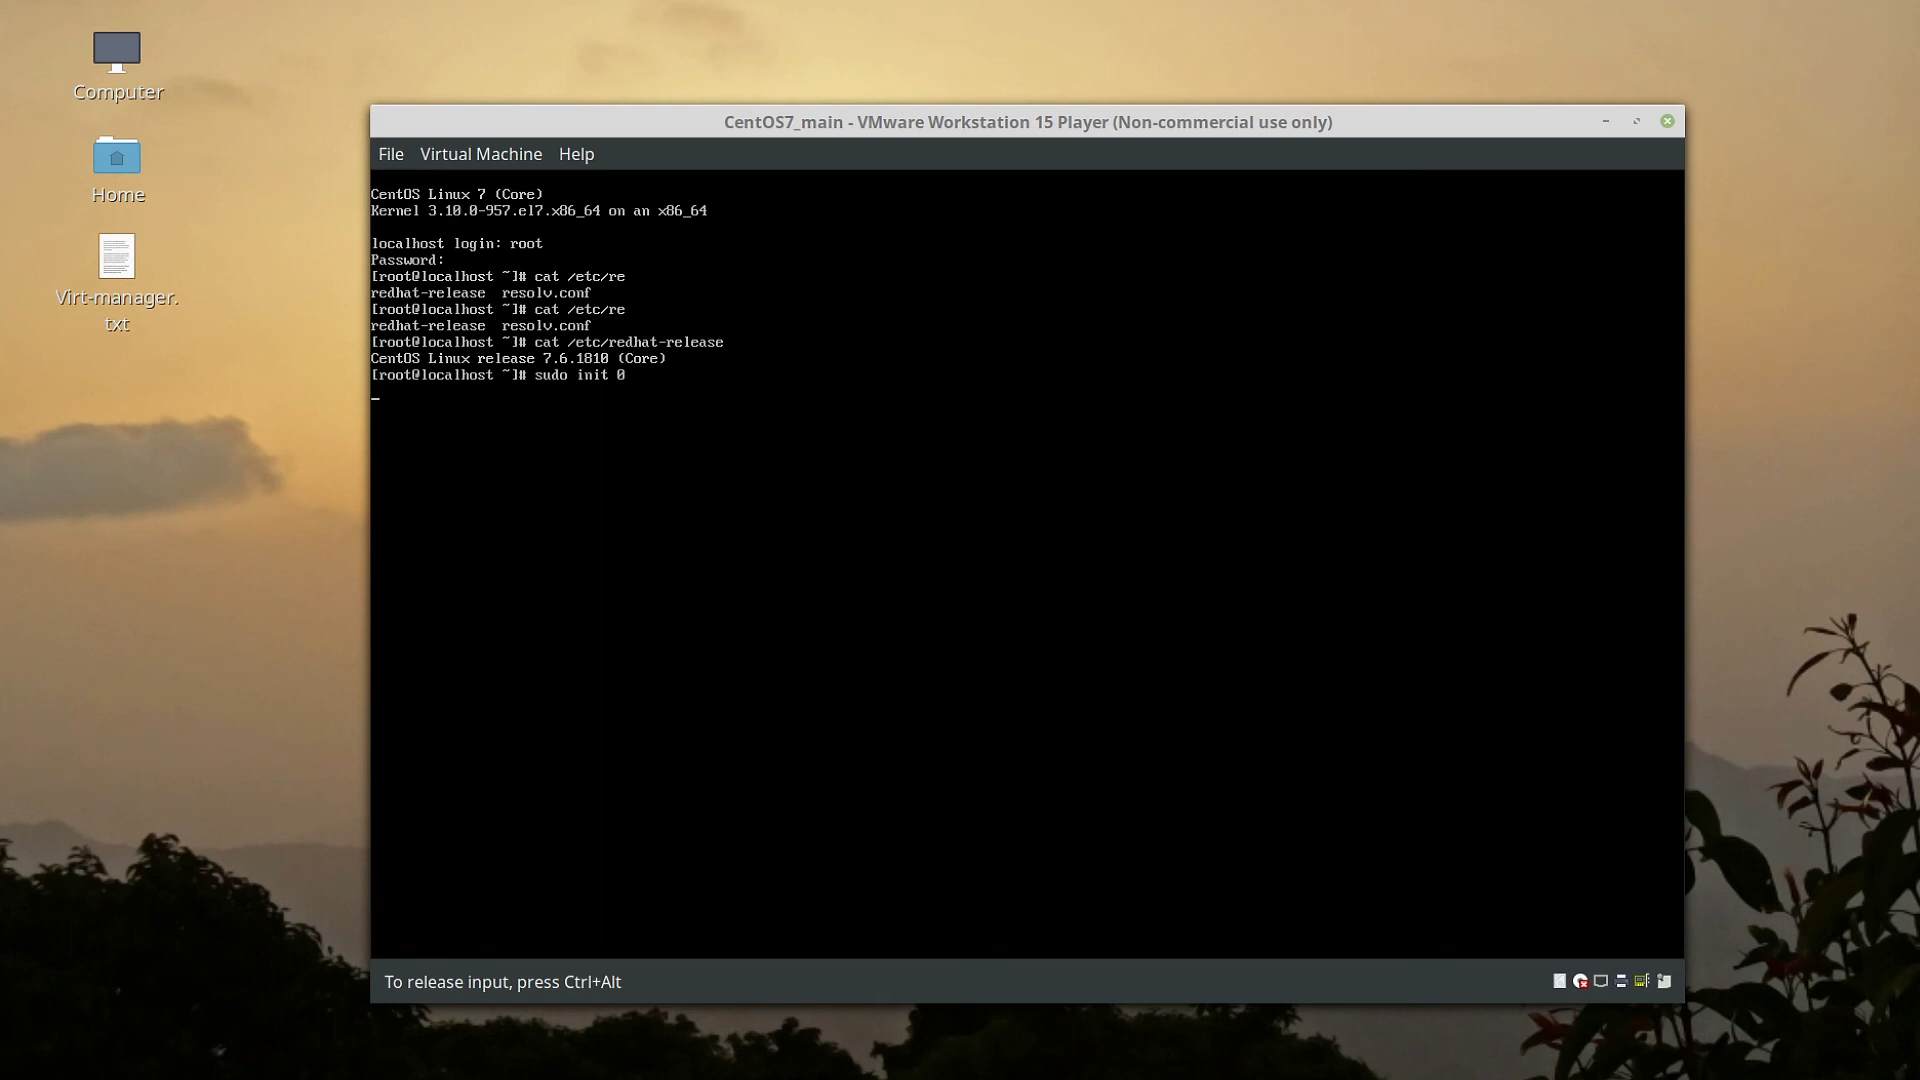 Computer
Home
Virt-manager.
txt
CentOS7_main - VMware Workstation 15 Player (Non-commercial use only)
File Virtual Machine Help
CentOS Linux 7 (Core)
Kernel 3.10.0-957.el7.x86_64 on an x86_64
localhost login: root
Password:
[root@localhost ~]# cat /etc/re
redhat-release  resolv.conf
[root@localhost ~]# cat /etc/re
redhat-release  resolv.conf
[root@localhost ~]# cat /etc/redhat-release
CentOS Linux release 7.6.1810 (Core)
[root@localhost ~]# sudo init 0
To release input, press Ctrl+Alt